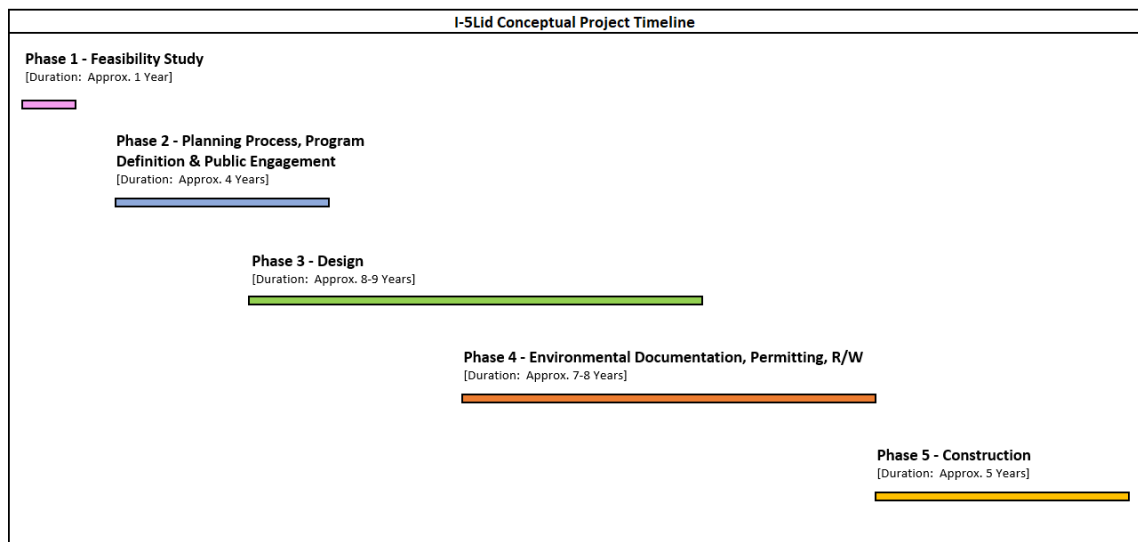 I-5Lid Conceptual Project Timeline
Phase 1 - Feasibility Study
[Duration:  Approx. 1 Year]
Phase 2 - Planning Process, Program
Definition & Public Engagement
[Duration:  Approx. 4 Years]
Phase 3 - Design
[Duration:  Approx. 8-9 Years]
Phase 4 - Environmental Documentation, Permitting, R/W
[Duration:  Approx. 7-8 Years]
Phase 5 - Construction
[Duration:  Approx. 5 Years]